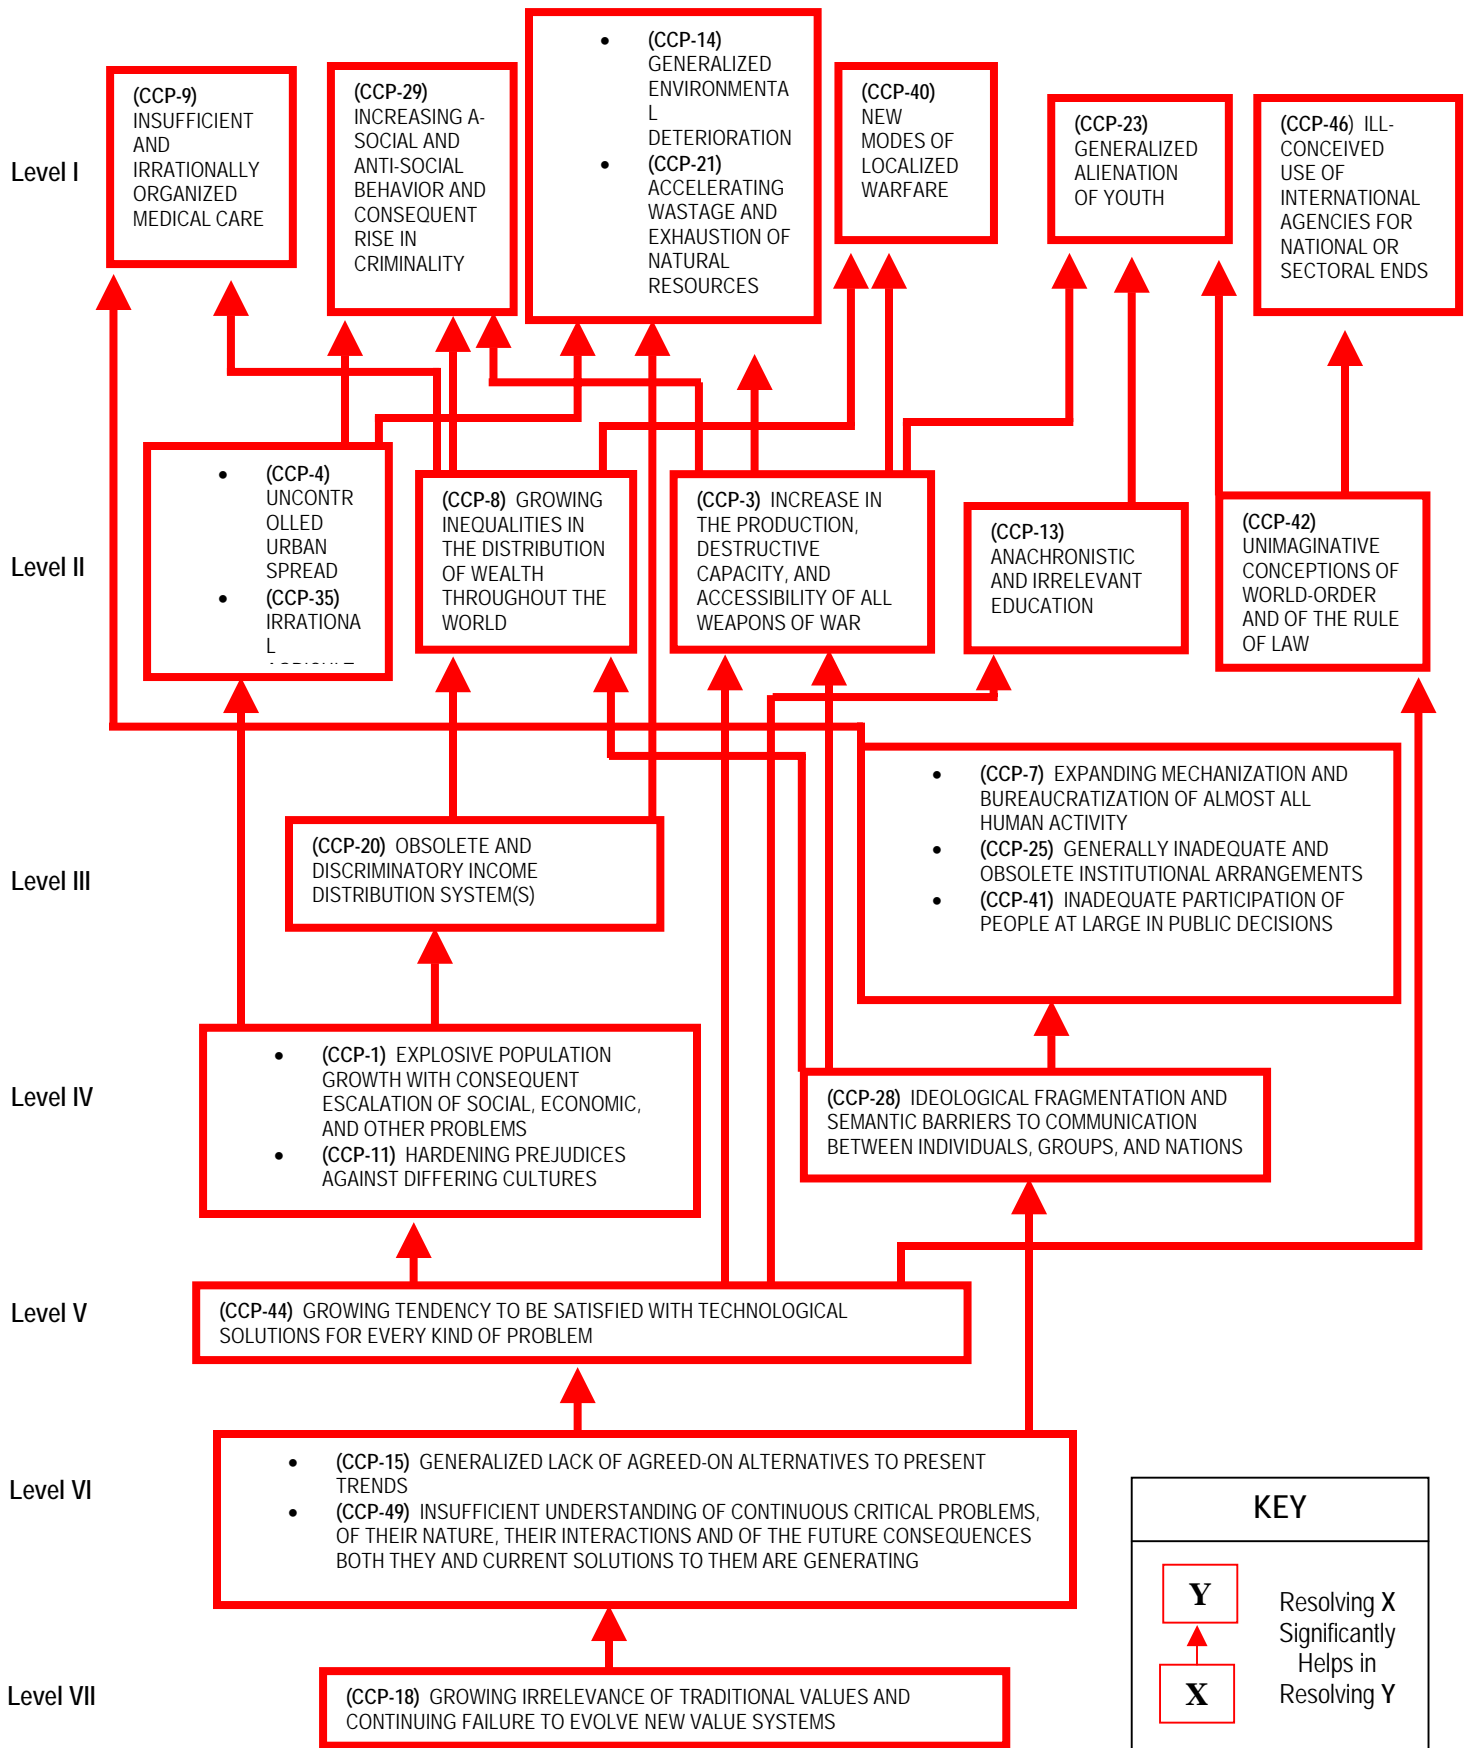 Level I
(CCP-9)
INSUFFICIENT
AND
IRRATIONALLY
ORGANIZED
MEDICAL CARE
(CCP-29)
INCREASING A-
SOCIAL AND
ANTI-SOCIAL
BEHAVIOR AND
CONSEQUENT
RISE IN
CRIMINALITY
• (CCP-14)
GENERALIZED
ENVIRONMENTA
L
DETERIORATION
• (CCP-21)
ACCELERATING
WASTAGE AND
EXHAUSTION OF
NATURAL
RESOURCES
(CCP-40)
NEW
MODES OF
LOCALIZED
WARFARE
(CCP-23)
GENERALIZED
ALIENATION
OF YOUTH
(CCP-46) ILL-
CONCEIVED
USE OF
INTERNATIONAL
AGENCIES FOR
NATIONAL OR
SECTORAL ENDS
Level II
• (CCP-4)
UNCONTR
OLLED
URBAN
SPREAD
• (CCP-35)
IRRATIONA
L
(CCP-8) GROWING
INEQUALITIES IN
THE DISTRIBUTION
OF WEALTH
THROUGHOUT THE
WORLD
(CCP-3) INCREASE IN
THE PRODUCTION,
DESTRUCTIVE
CAPACITY, AND
ACCESSIBILITY OF ALL
WEAPONS OF WAR
(CCP-13)
ANACHRONISTIC
AND IRRELEVANT
EDUCATION
(CCP-42)
UNIMAGINATIVE
CONCEPTIONS OF
WORLD-ORDER
AND OF THE RULE
OF LAW
Level III
(CCP-20) OBSOLETE AND
DISCRIMINATORY INCOME
DISTRIBUTION SYSTEM(S)
• (CCP-7) EXPANDING MECHANIZATION AND
BUREAUCRATIZATION OF ALMOST ALL
HUMAN ACTIVITY
• (CCP-25) GENERALLY INADEQUATE AND
OBSOLETE INSTITUTIONAL ARRANGEMENTS
• (CCP-41) INADEQUATE PARTICIPATION OF
PEOPLE AT LARGE IN PUBLIC DECISIONS
Level IV
• (CCP-1) EXPLOSIVE POPULATION
GROWTH WITH CONSEQUENT
ESCALATION OF SOCIAL, ECONOMIC,
AND OTHER PROBLEMS
• (CCP-11) HARDENING PREJUDICES
AGAINST DIFFERING CULTURES
(CCP-28) IDEOLOGICAL FRAGMENTATION AND
SEMANTIC BARRIERS TO COMMUNICATION
BETWEEN INDIVIDUALS, GROUPS, AND NATIONS
Level V
(CCP-44) GROWING TENDENCY TO BE SATISFIED WITH TECHNOLOGICAL
SOLUTIONS FOR EVERY KIND OF PROBLEM
Level VI
• (CCP-15) GENERALIZED LACK OF AGREED-ON ALTERNATIVES TO PRESENT
TRENDS
• (CCP-49) INSUFFICIENT UNDERSTANDING OF CONTINUOUS CRITICAL PROBLEMS,
OF THEIR NATURE, THEIR INTERACTIONS AND OF THE FUTURE CONSEQUENCES
BOTH THEY AND CURRENT SOLUTIONS TO THEM ARE GENERATING
Level VII
(CCP-18) GROWING IRRELEVANCE OF TRADITIONAL VALUES AND
CONTINUING FAILURE TO EVOLVE NEW VALUE SYSTEMS
KEY
Y
X
Resolving X
Significantly
Helps in
Resolving Y